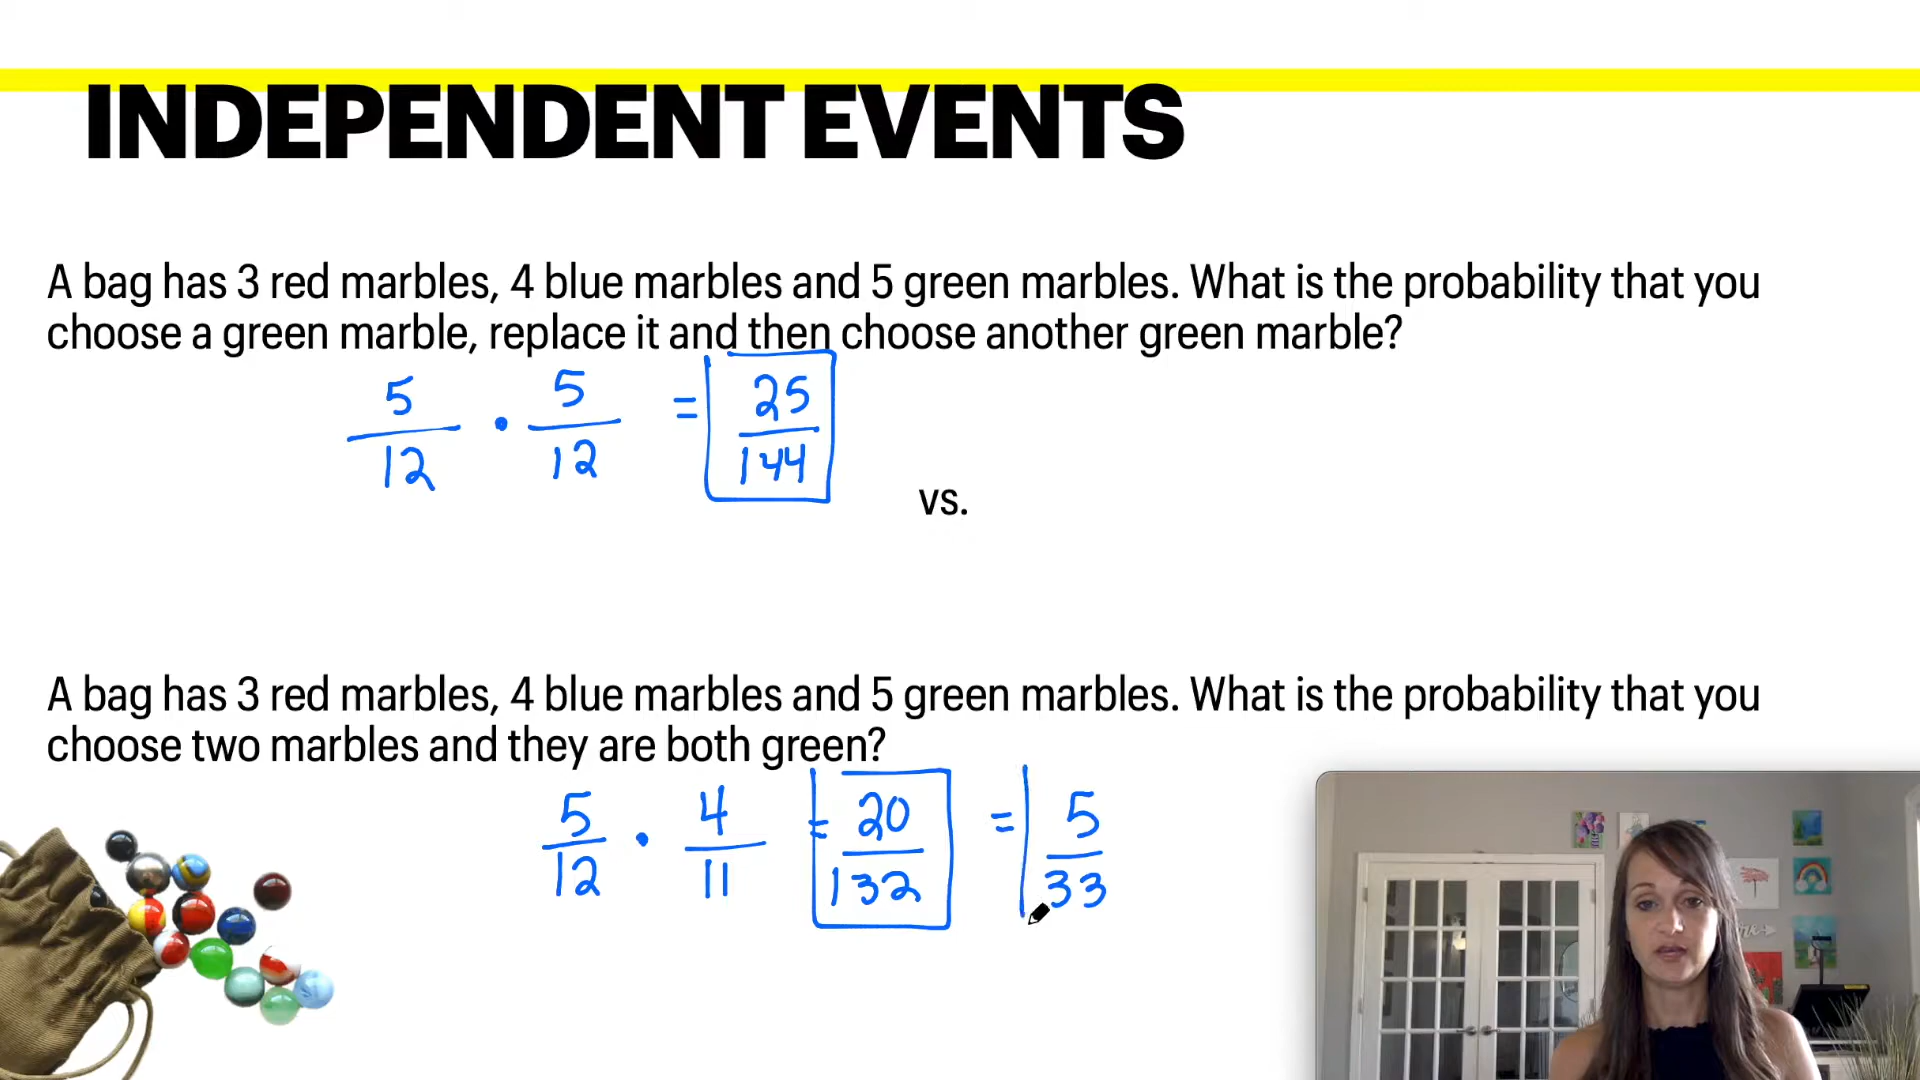 INDEPENDENT EVENTS
A bag has 3 red marbles, 4 blue marbles and 5 green marbles. What is the probability that you
choose a green marble, replace it and then choose another green marble?
5/12 · 5/12 = 25/144
vs.
A bag has 3 red marbles, 4 blue marbles and 5 green marbles. What is the probability that you
choose two marbles and they are both green?
5/12 · 4/11 = 20/132 = 5/33